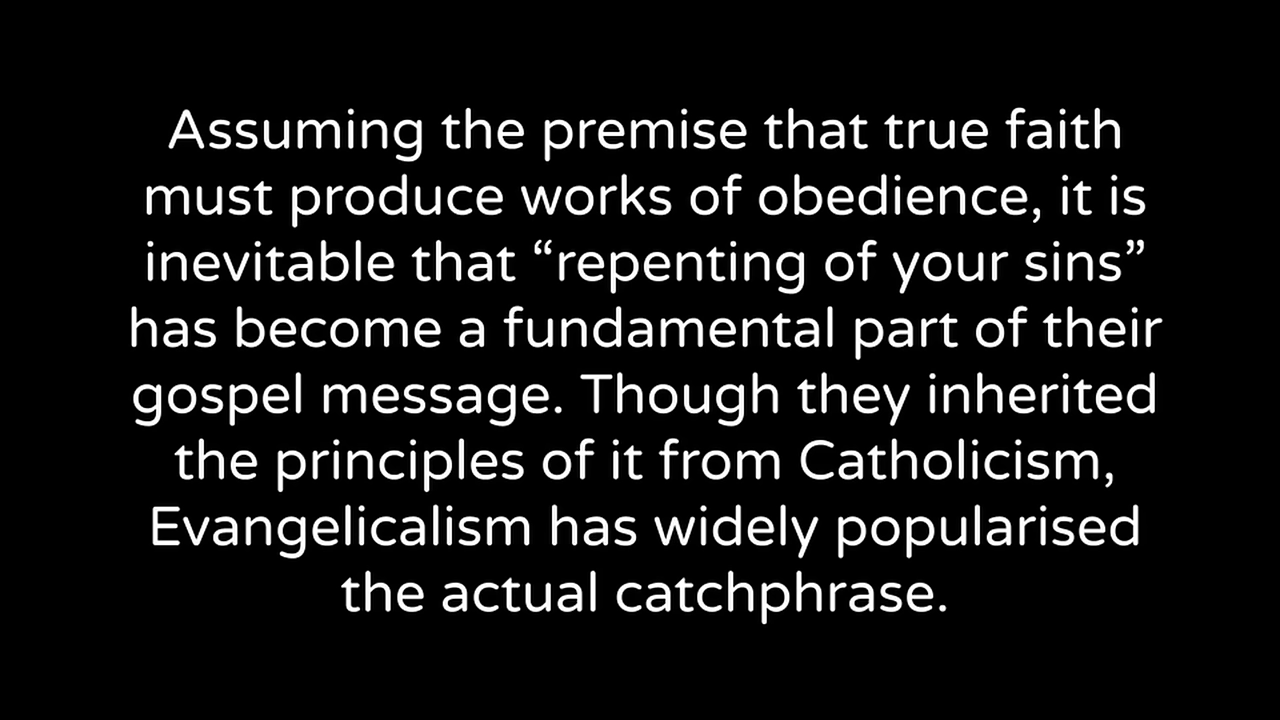 Assuming the premise that true faith
must produce works of obedience, it is
inevitable that “repenting of your sins”
has become a fundamental part of their
gospel message. Though they inherited
the principles of it from Catholicism,
Evangelicalism has widely popularised
the actual catchphrase.